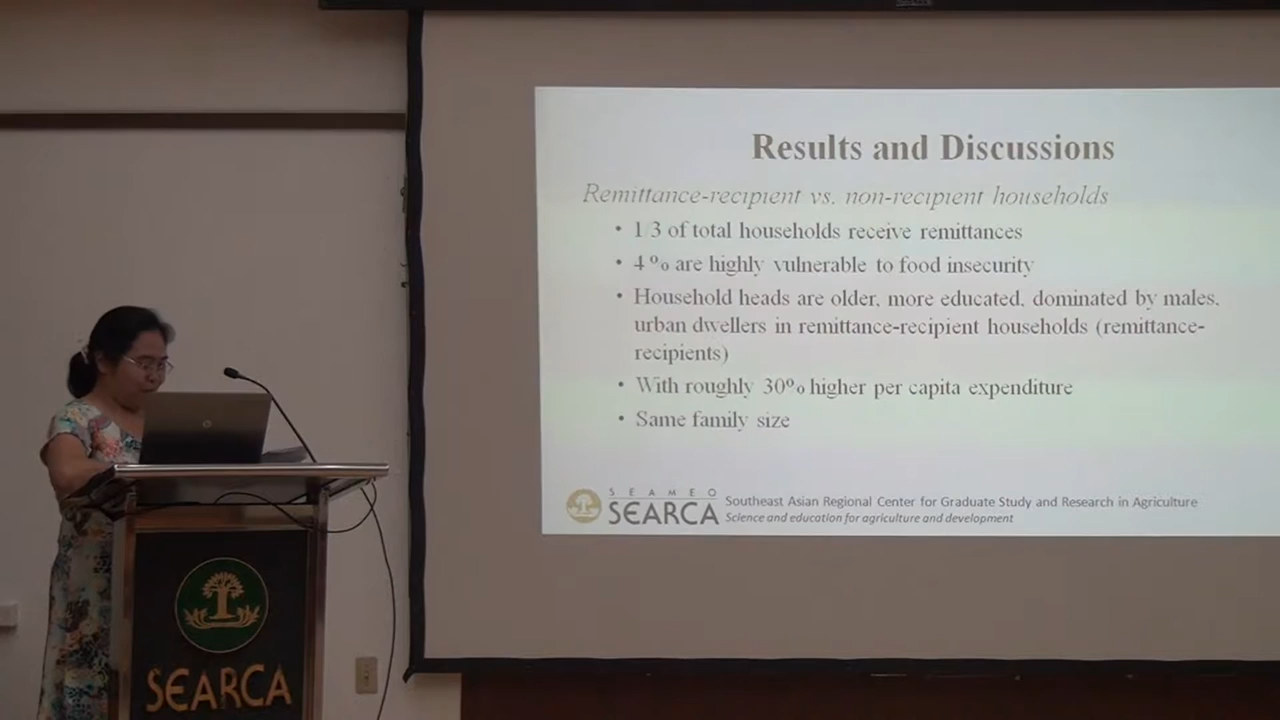 Results and Discussions
Remittance-recipient vs. non-recipient households
• 1/3 of total households receive remittances
• 4% are highly vulnerable to food insecurity
• Household heads are older, more educated, dominated by males,
urban dwellers in remittance-recipient households (remittance-
recipients)
• With roughly 30% higher per capita expenditure
• Same family size
SEAMEO
SEARCA
Southeast Asian Regional Center for Graduate Study and Research in Agriculture
Science and education for agriculture and development
SEARCA